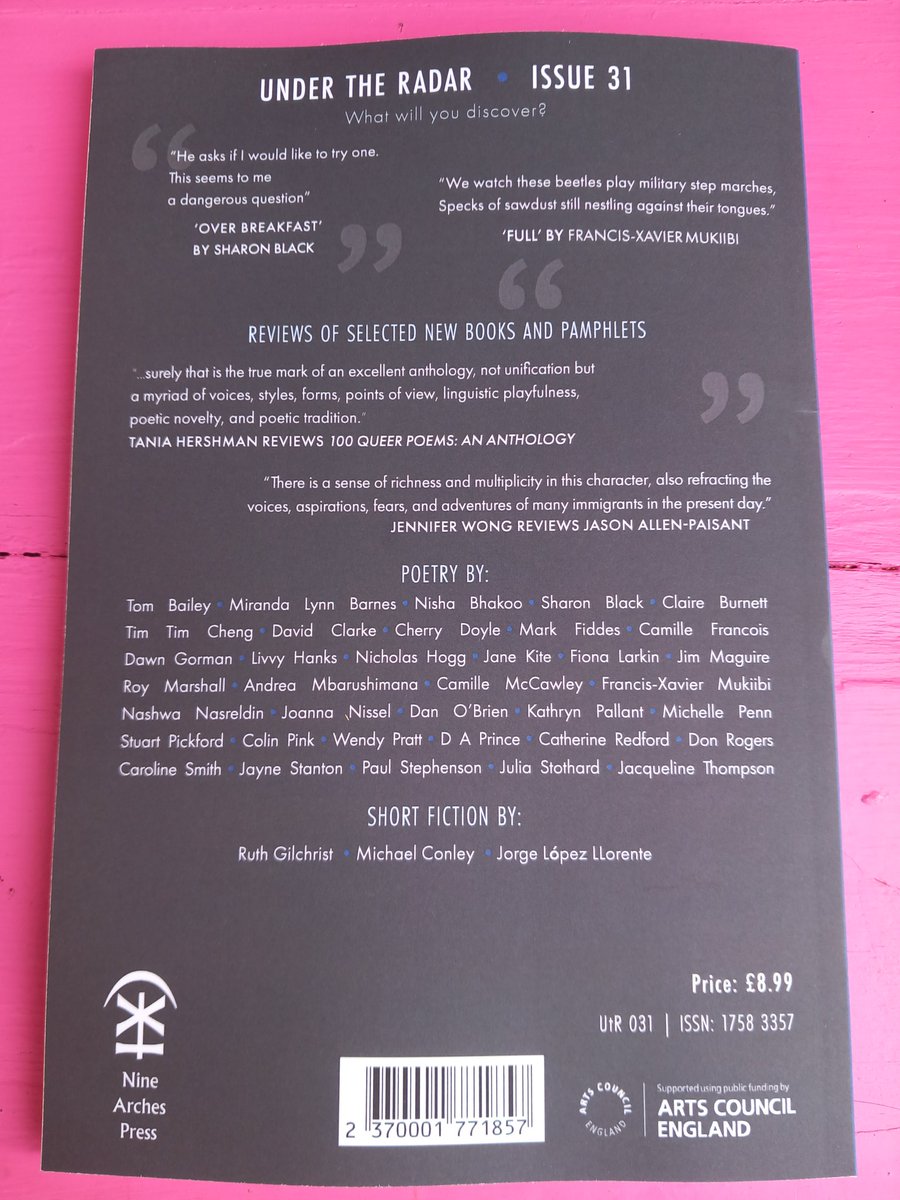 UNDER THE RADAR • ISSUE 31
What will you discover?
“He asks if I would like to try one.
This seems to me
a dangerous question”
‘OVER BREAKFAST’
BY SHARON BLACK
“We watch these beetles play military step marches,
Specks of sawdust still nestling against their tongues.”
‘FULL’ BY FRANCIS-XAVIER MUKIIBI
REVIEWS OF SELECTED NEW BOOKS AND PAMPHLETS
“...surely that is the true mark of an excellent anthology, not unification but
a myriad of voices, styles, forms, points of view, linguistic playfulness,
poetic novelty, and poetic tradition.”
TANIA HERSHMAN REVIEWS 100 QUEER POEMS: AN ANTHOLOGY
“There is a sense of richness and multiplicity in this character, also refracting the
voices, aspirations, fears, and adventures of many immigrants in the present day.”
JENNIFER WONG REVIEWS JASON ALLEN-PAISANT
POETRY BY:
Tom Bailey • Miranda Lynn Barnes • Nisha Bhakoo • Sharon Black • Claire Burnett
Tim Tim Cheng • David Clarke • Cherry Doyle • Mark Fiddes • Camille Francois
Dawn Gorman • Livvy Hanks • Nicholas Hogg • Jane Kite • Fiona Larkin • Jim Maguire
Roy Marshall • Andrea Mbarushimana • Camille McCawley • Francis-Xavier Mukiibi
Nashwa Nasreldin • Joanna Nissel • Dan O’Brien • Kathryn Pallant • Michelle Penn
Stuart Pickford • Colin Pink • Wendy Pratt • D A Prince • Catherine Redford • Don Rogers
Caroline Smith • Jayne Stanton • Paul Stephenson • Julia Stothard • Jacqueline Thompson
SHORT FICTION BY:
Ruth Gilchrist • Michael Conley • Jorge López LLorente
Price: £8.99
UtR 031 | ISSN: 1758 3357
Nine
Arches
Press
2 370001 771857
ARTS COUNCIL
ENGLAND
Supported using public funding by
ARTS COUNCIL
ENGLAND